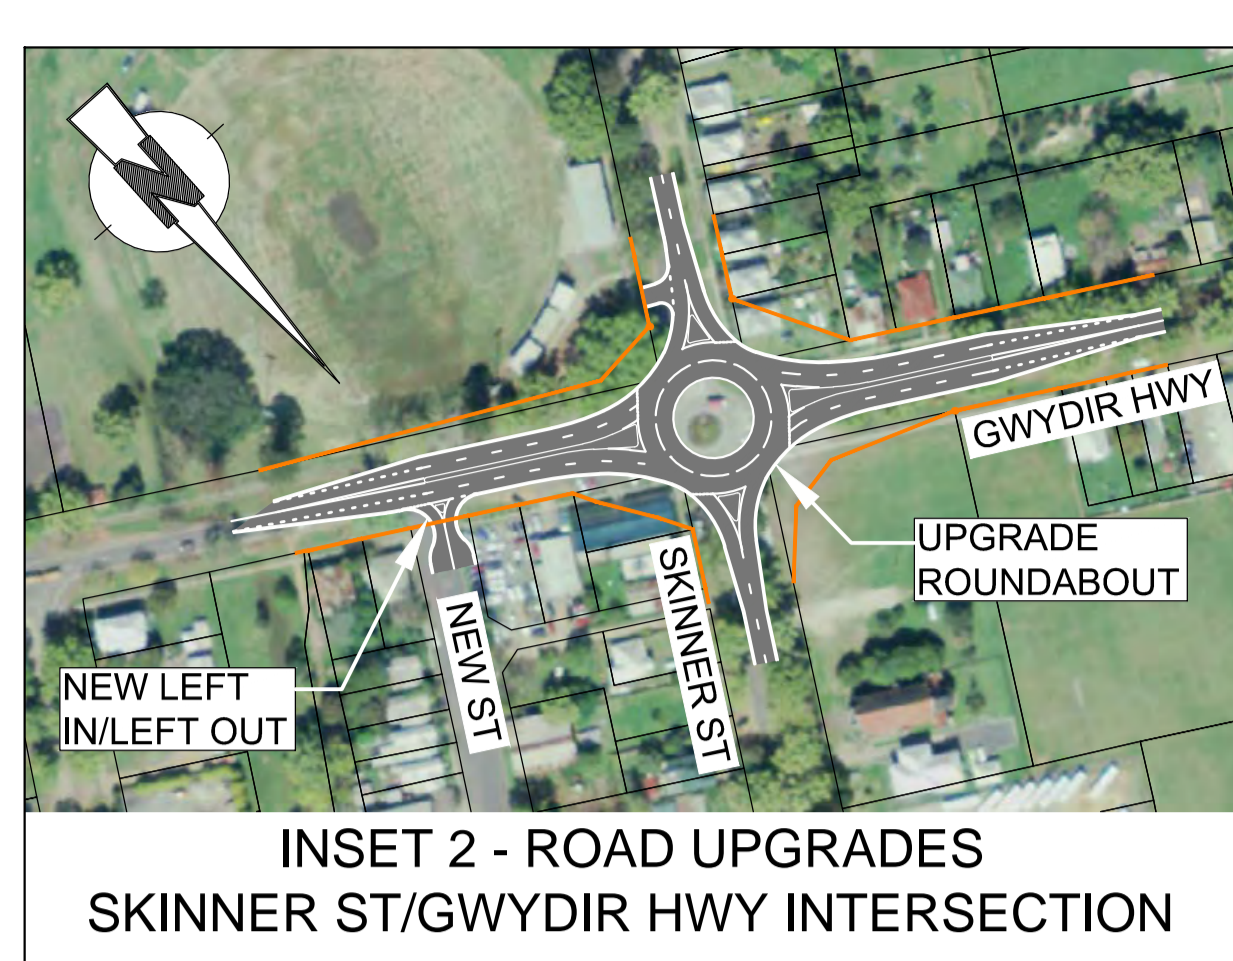 N
GWYDIR HWY
UPGRADE
ROUNDABOUT
SKINNER ST
NEW ST
NEW LEFT
IN/LEFT OUT
INSET 2 - ROAD UPGRADES
SKINNER ST/GWYDIR HWY INTERSECTION